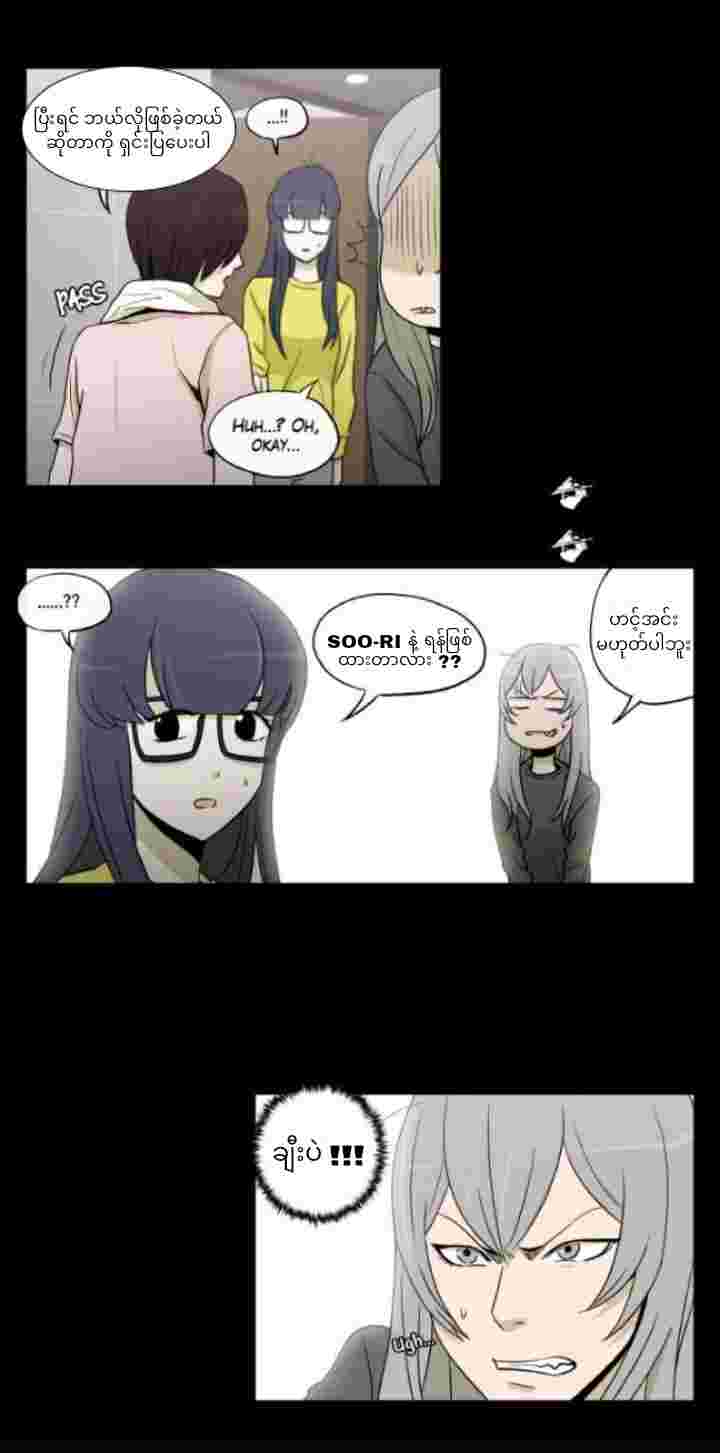 ပြီးရင် ဘယ်လိုဖြစ်ခဲ့တယ်
ဆိုတာကို ရှင်းပြပေးပါ
...!!
PASS
HUH...? OH,
OKAY...
......??
SOO-RI နဲ့ ရန်ဖြစ်
ထားတာလား ??
ဟင့်အင်း
မဟုတ်ပါဘူး
ချီးပဲ !!!
Ugh...